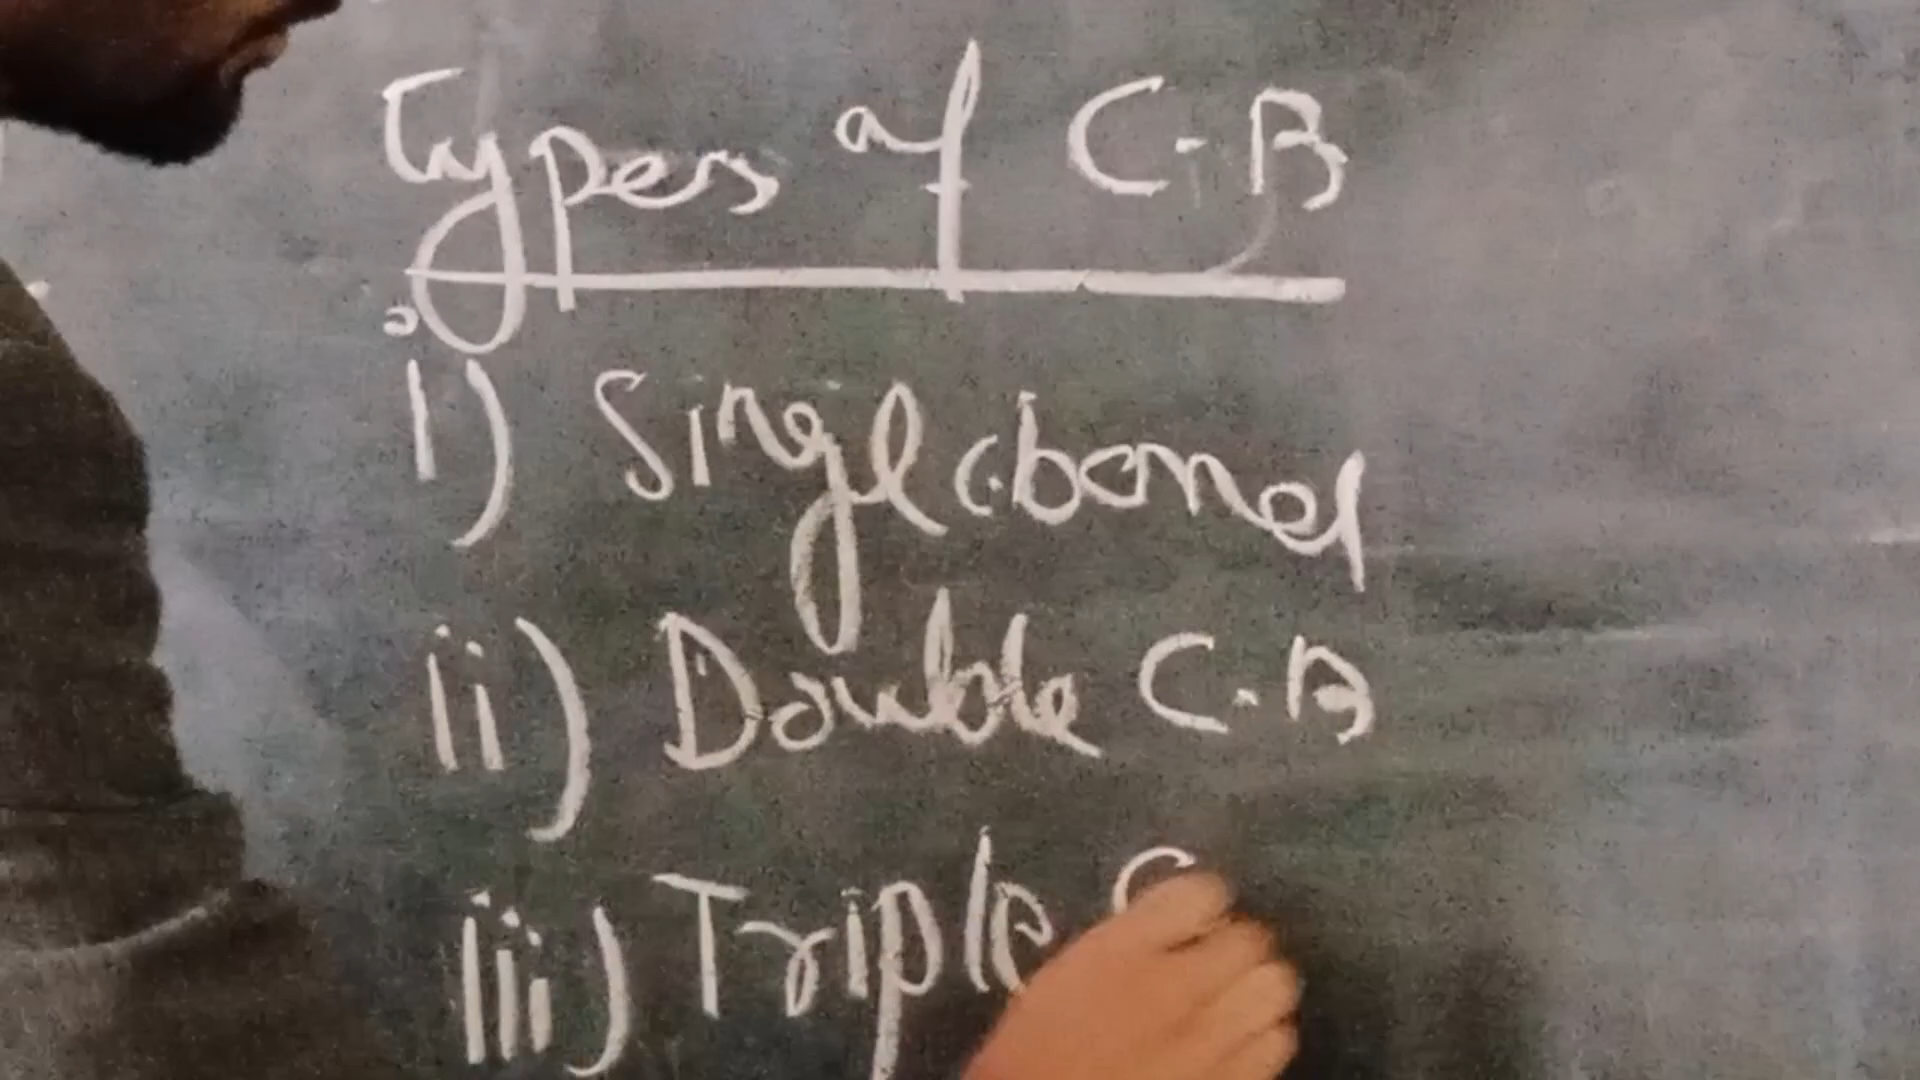 Types of C-B
i) Single c.bond
ii) Double C.B
iii) Triple C